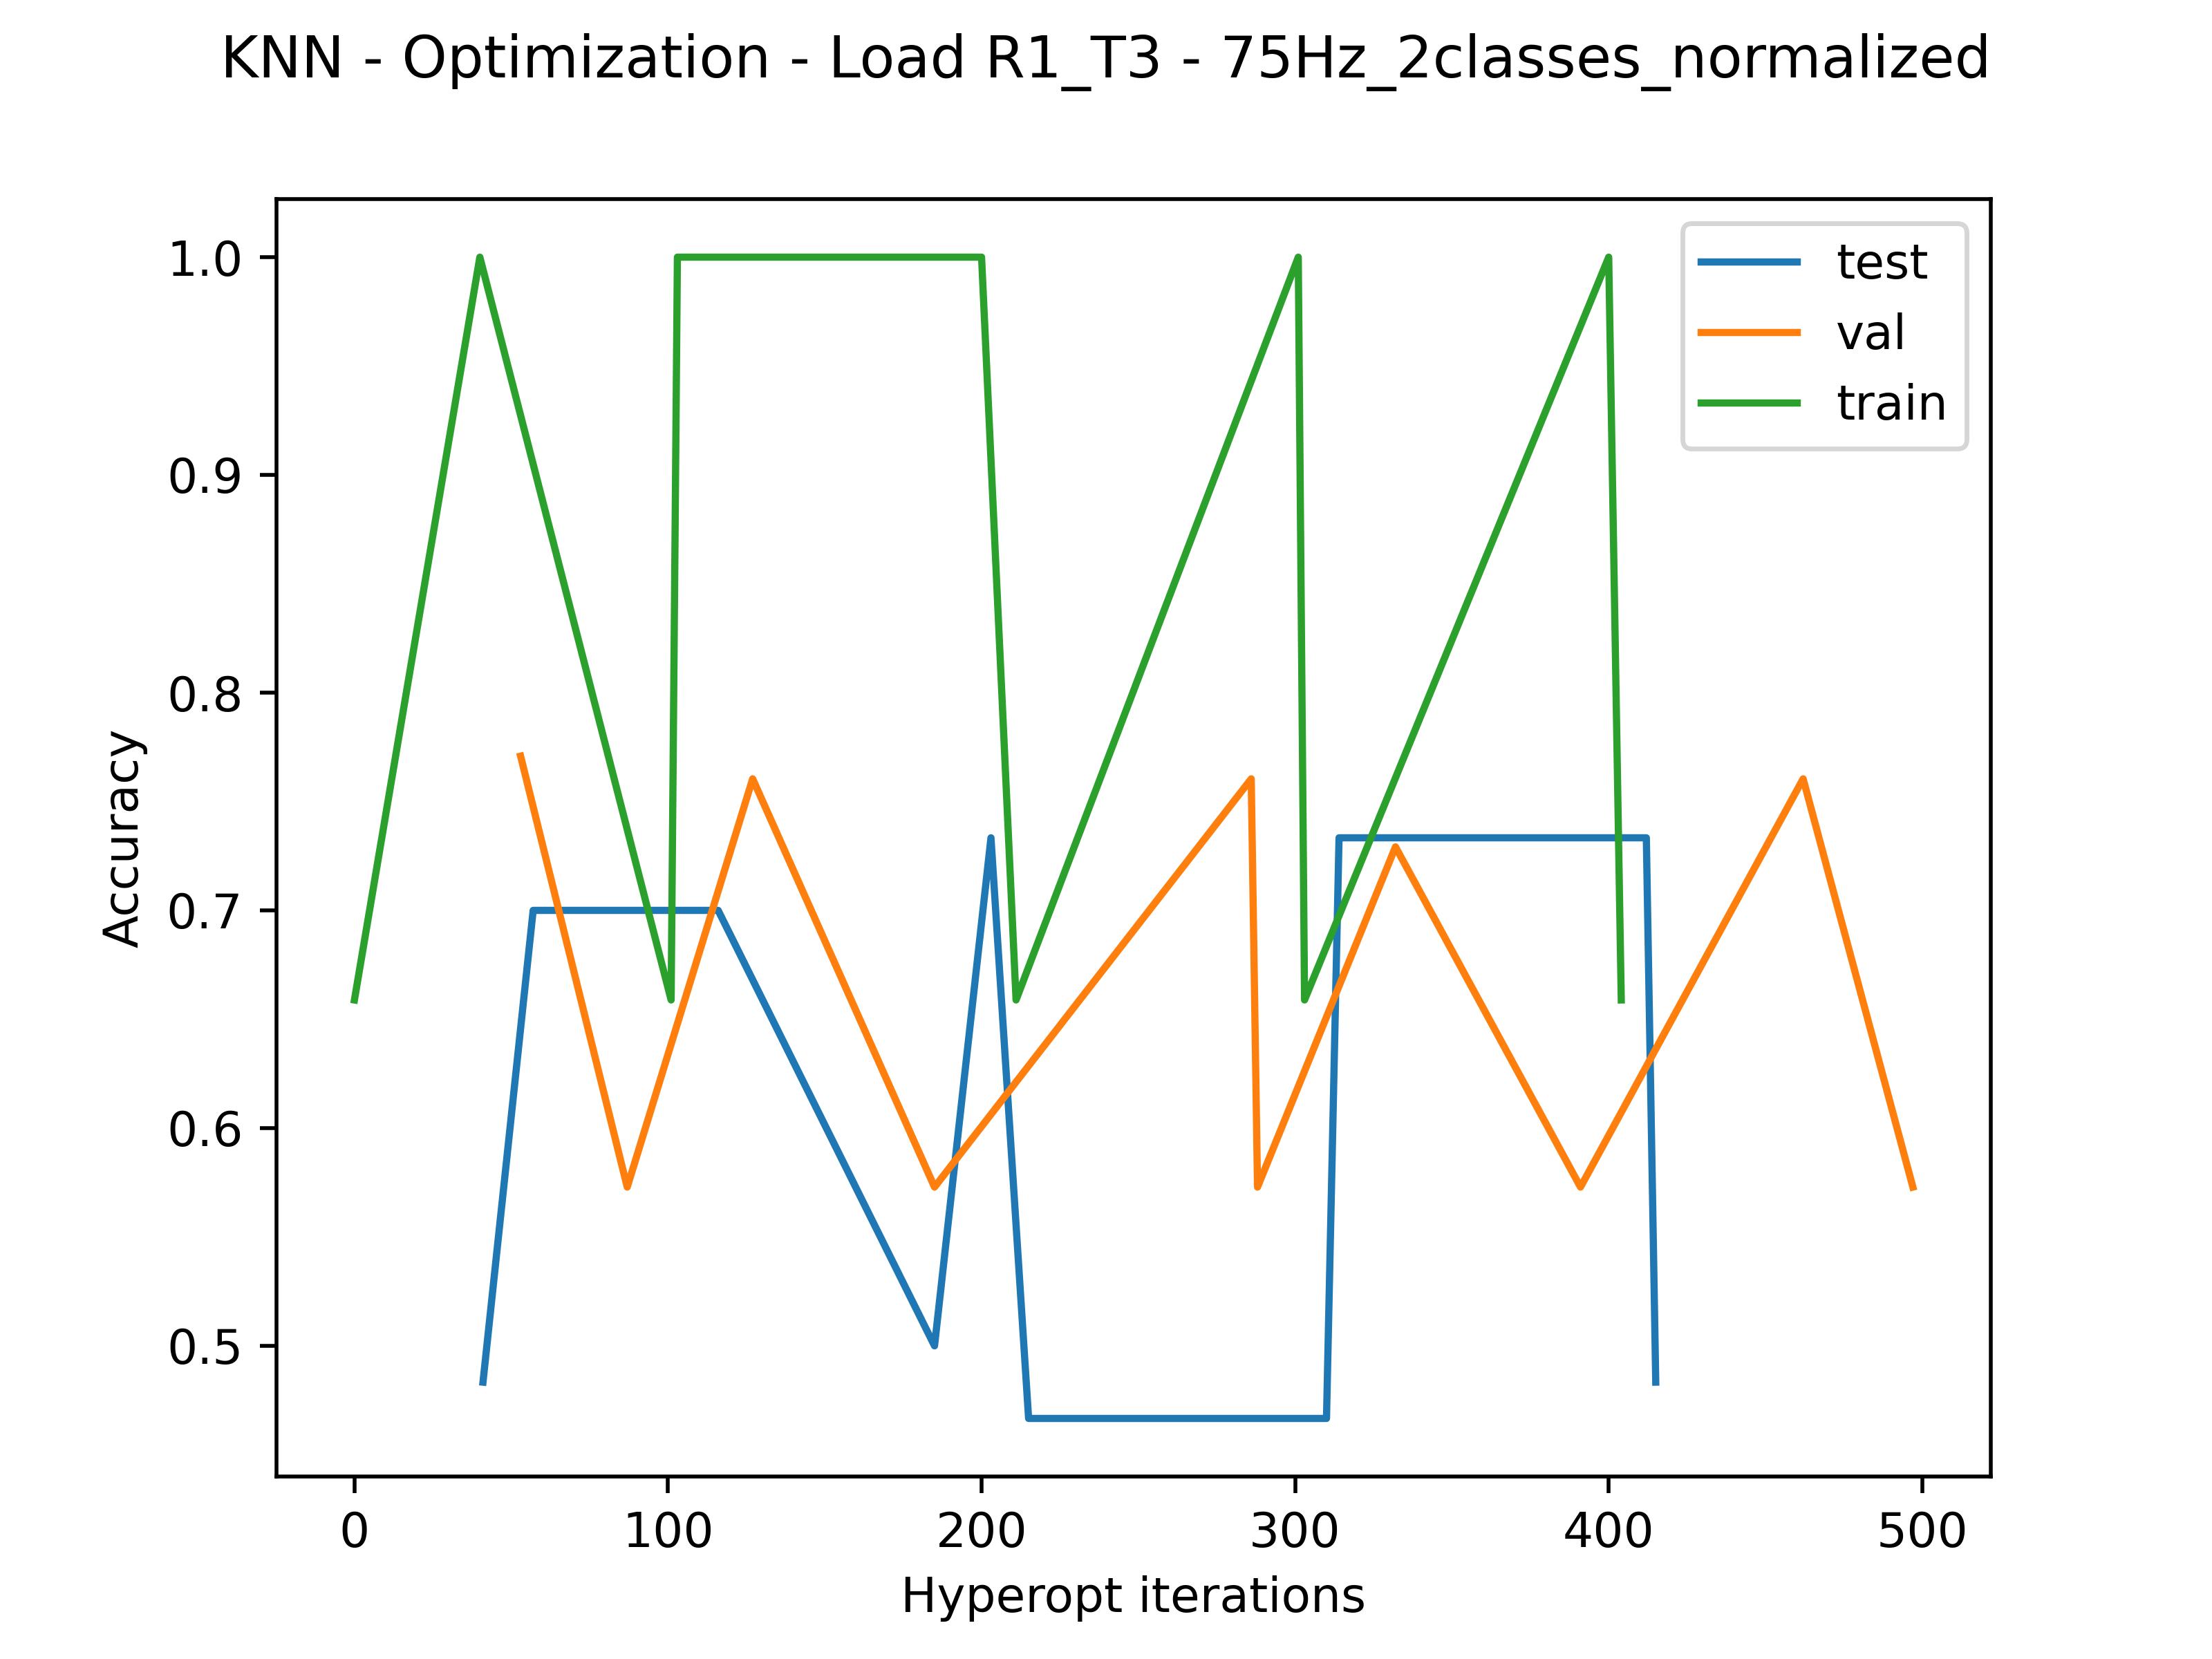 KNN - Optimization - Load R1_T3 - 75Hz_2classes_normalized
test
val
train
1.0
0.9
0.8
0.7
0.6
0.5
Accuracy
0 100 200 300 400 500
Hyperopt iterations